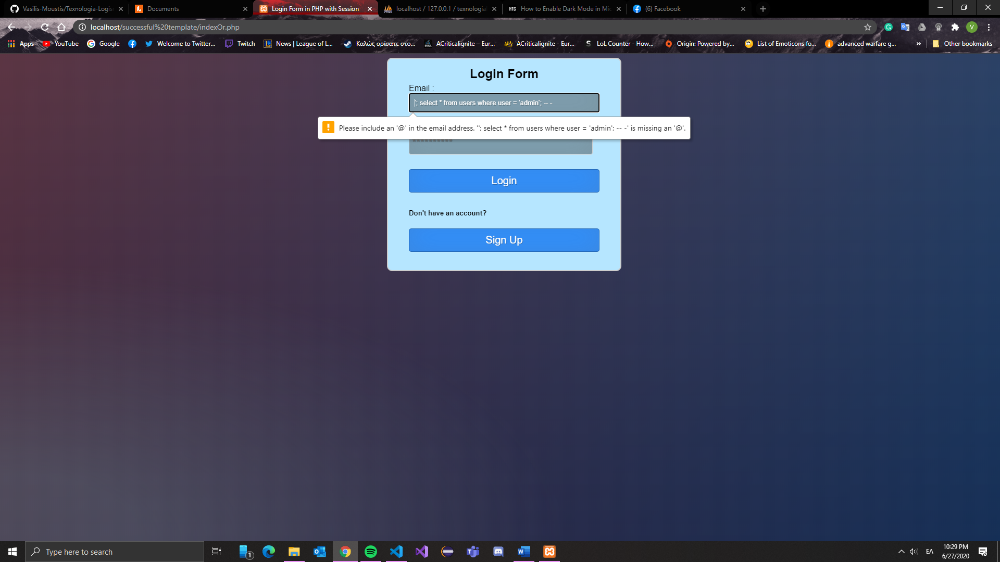 Vasilis-Moustis/Texnologia-Logis
Documents
Login Form in PHP with Session
localhost / 127.0.0.1 / texnologia
How to Enable Dark Mode in Mic
(6) Facebook
localhost/successful%20template/indexOr.php
V
Apps
YouTube
Google
Welcome to Twitter...
Twitch
News | League of L...
Καλώς ορίσατε στο...
ACriticalignite – Eur...
ACriticalignite - Eur...
LoL Counter - How...
Origin: Powered by...
List of Emoticons fo...
advanced warfare g...
»
Other bookmarks
Login Form
Email :
'; select * from users where user = 'admin'; -- -
Please include an '@' in the email address. ''; select * from users where user = 'admin'; -- -' is missing an '@'.
Login
Don't have an account?
Sign Up
Type here to search
1
ΕΛ
10:29 PM
6/27/2020